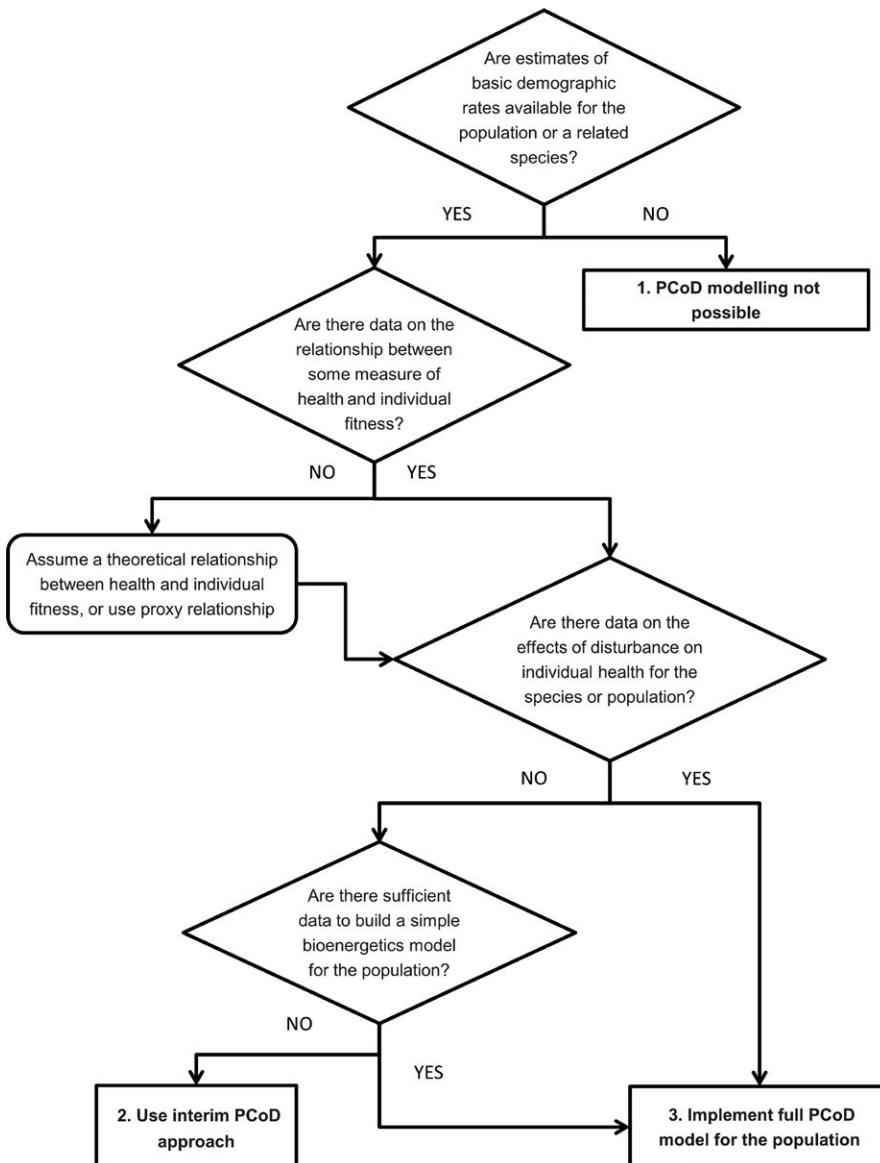 Are estimates of
basic demographic
rates available for the
population or a related
species?
YES
NO
1. PCoD modelling not
possible
Are there data on the
relationship between
some measure of
health and individual
fitness?
NO
YES
Assume a theoretical relationship
between health and individual
fitness, or use proxy relationship
Are there data on the
effects of disturbance on
individual health for the
species or population?
NO
YES
Are there sufficient
data to build a simple
bioenergetics model
for the population?
NO
YES
2. Use interim PCoD
approach
3. Implement full PCoD
model for the population